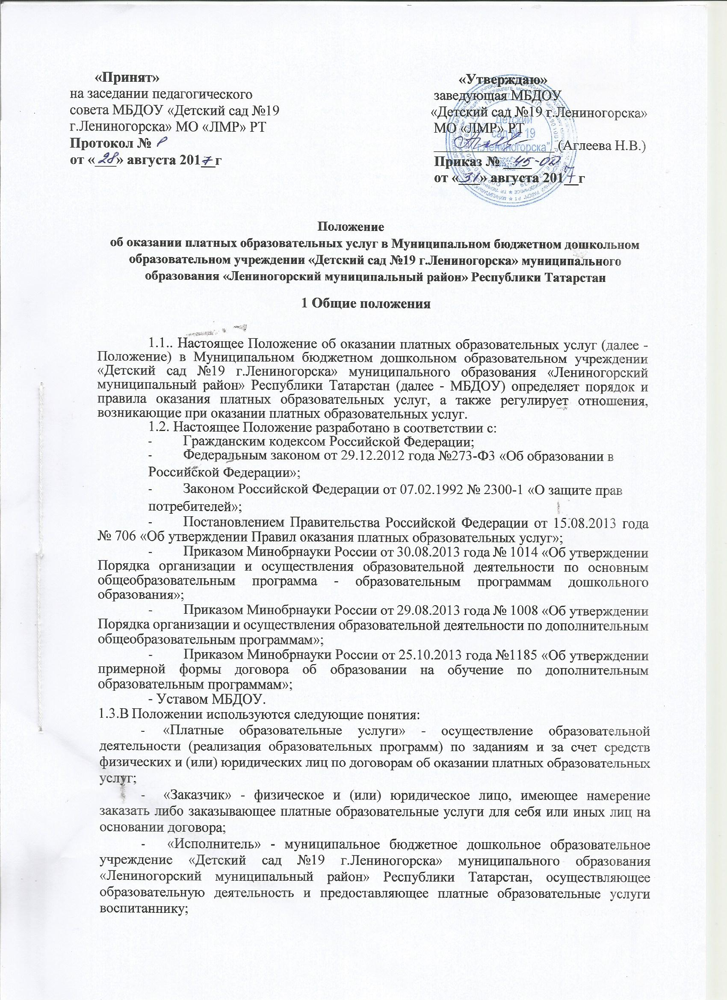 «Принят»
на заседании педагогического
совета МБДОУ «Детский сад №19
г.Лениногорска» МО «ЛМР» РТ
Протокол №
от «28» августа 2017г
«Утверждаю»
заведующая МБДОУ
«Детский сад №19 г.Лениногорска»
МО «ЛМР» РТ
(Аглеева Н.В.)
Приказ № 45-ОД
от «31» августа 2017г
Детский
сад № 19
г.Лениногорска"
Положение
об оказании платных образовательных услуг в Муниципальном бюджетном дошкольном
образовательном учреждении «Детский сад №19 г.Лениногорска» муниципального
образования «Лениногорский муниципальный район» Республики Татарстан
1 Общие положения
1.1.. Настоящее Положение об оказании платных образовательных услуг (далее -
Положение) в Муниципальном бюджетном дошкольном образовательном учреждении
«Детский сад №19 г.Лениногорска» муниципального образования «Лениногорский
муниципальный район» Республики Татарстан (далее - МБДОУ) определяет порядок и
правила оказания платных образовательных услуг, а также регулирует отношения,
возникающие при оказании платных образовательных услуг.
1.2. Настоящее Положение разработано в соответствии с:
- Гражданским кодексом Российской Федерации;
- Федеральным законом от 29.12.2012 года №273-ФЗ «Об образовании в
Российской Федерации»;
- Законом Российской Федерации от 07.02.1992 № 2300-1 «О защите прав
потребителей»;
- Постановлением Правительства Российской Федерации от 15.08.2013 года
№ 706 «Об утверждении Правил оказания платных образовательных услуг»;
- Приказом Минобрнауки России от 30.08.2013 года № 1014 «Об утверждении
Порядка организации и осуществления образовательной деятельности по основным
общеобразовательным программа - образовательным программам дошкольного
образования»;
- Приказом Минобрнауки России от 29.08.2013 года № 1008 «Об утверждении
Порядка организации и осуществления образовательной деятельности по дополнительным
общеобразовательным программам»;
- Приказом Минобрнауки России от 25.10.2013 года №1185 «Об утверждении
примерной формы договора об образовании на обучение по дополнительным
образовательным программам»;
- Уставом МБДОУ.
1.3.В Положении используются следующие понятия:
- «Платные образовательные услуги» - осуществление образовательной
деятельности (реализация образовательных программ) по заданиям и за счет средств
физических и (или) юридических лиц по договорам об оказании платных образовательных
услуг;
- «Заказчик» - физическое и (или) юридическое лицо, имеющее намерение
заказать либо заказывающее платные образовательные услуги для себя или иных лиц на
основании договора;
- «Исполнитель» - муниципальное бюджетное дошкольное образовательное
учреждение «Детский сад №19 г.Лениногорска» муниципального образования
«Лениногорский муниципальный район» Республики Татарстан, осуществляющее
образовательную деятельность и предоставляющее платные образовательные услуги
воспитаннику;